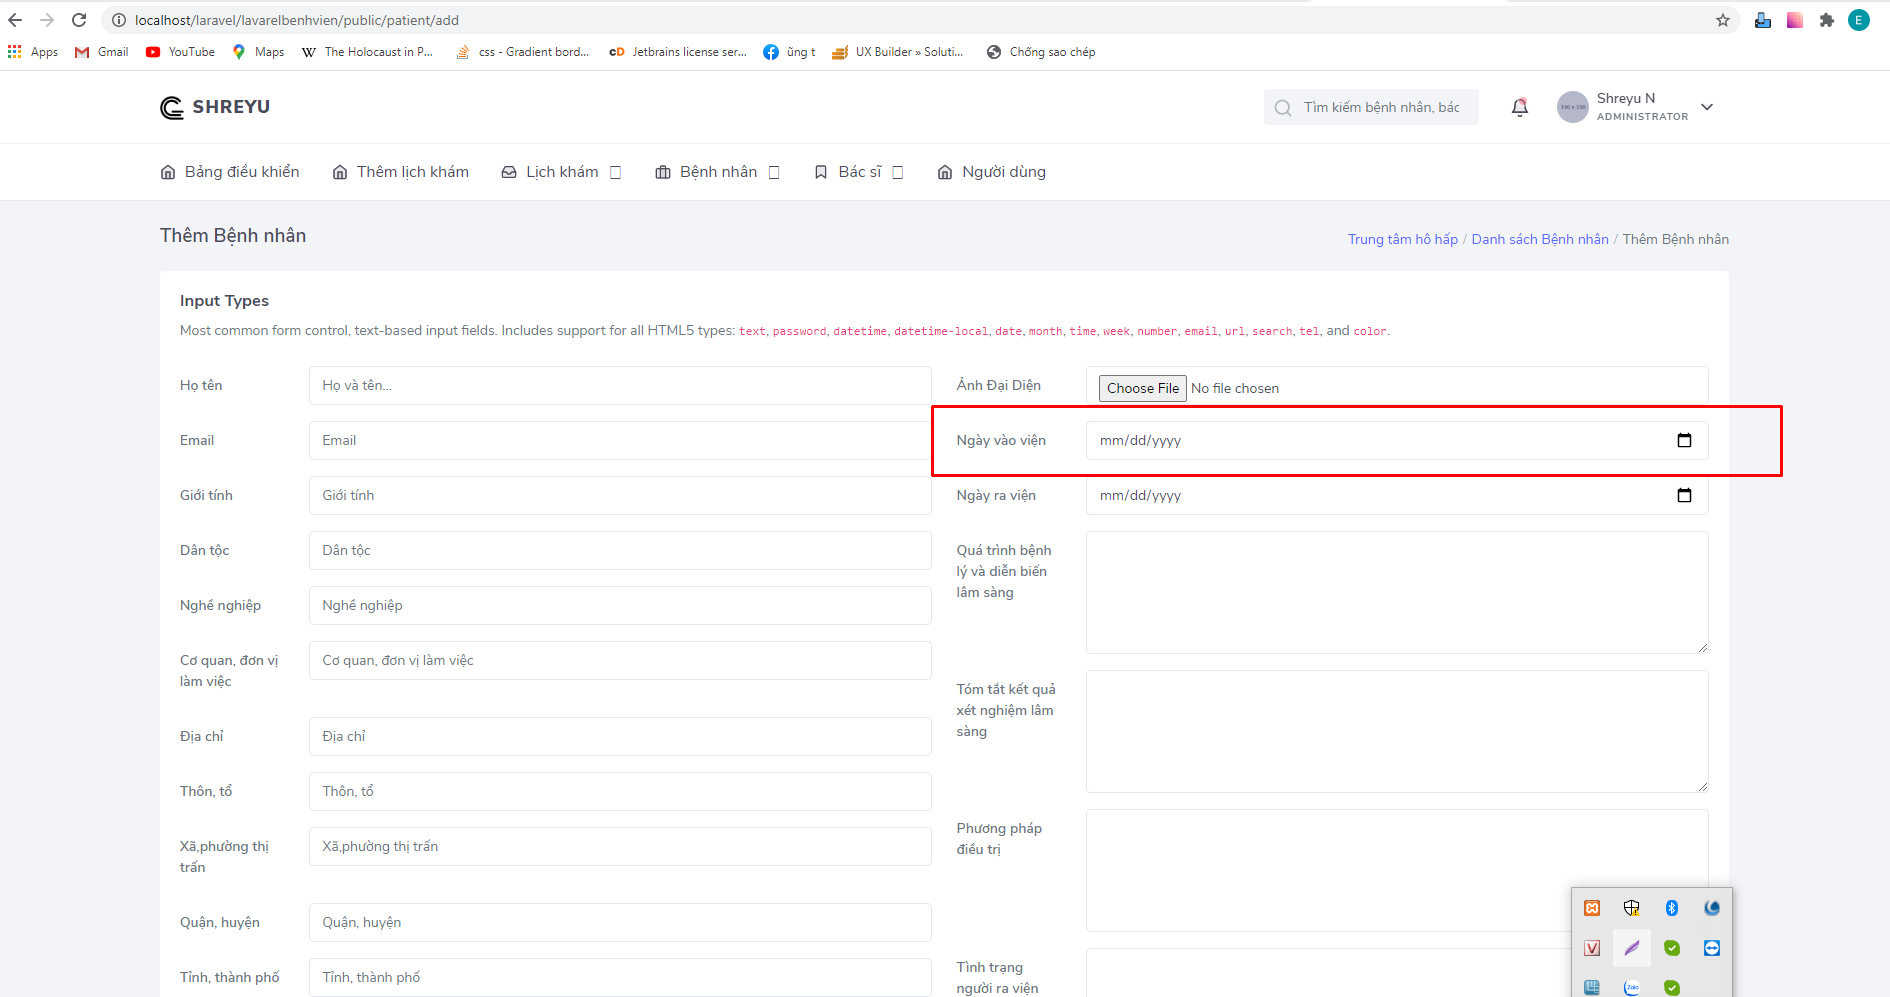 localhost/laravel/lavarelbenhvien/public/patient/add
E
Apps Gmail YouTube Maps The Holocaust in P... css - Gradient bord... Jetbrains license ser... ũng t UX Builder » Soluti... Chống sao chép
SHREYU
Tìm kiếm bệnh nhân, bác
150 x 150
Shreyu N
ADMINISTRATOR
Bảng điều khiển Thêm lịch khám Lịch khám Bệnh nhân Bác sĩ Người dùng
Thêm Bệnh nhân
Trung tâm hô hấp / Danh sách Bệnh nhân / Thêm Bệnh nhân
Input Types
Most common form control, text-based input fields. Includes support for all HTML5 types: text, password, datetime, datetime-local, date, month, time, week, number, email, url, search, tel, and color.
Họ tên Họ và tên...
Email Email
Giới tính Giới tính
Dân tộc Dân tộc
Nghề nghiệp Nghề nghiệp
Cơ quan, đơn vị Cơ quan, đơn vị làm việc
làm việc
Địa chỉ Địa chỉ
Thôn, tổ Thôn, tổ
Xã,phường thị Xã,phường thị trấn
trấn
Quận, huyện Quận, huyện
Tỉnh, thành phố Tỉnh, thành phố
Ảnh Đại Diện Choose File No file chosen
Ngày vào viện mm/dd/yyyy
Ngày ra viện mm/dd/yyyy
Quá trình bệnh
lý và diễn biến
lâm sàng
Tóm tắt kết quả
xét nghiệm lâm
sàng
Phương pháp
điều trị
Tình trạng
người ra viện
Zalo